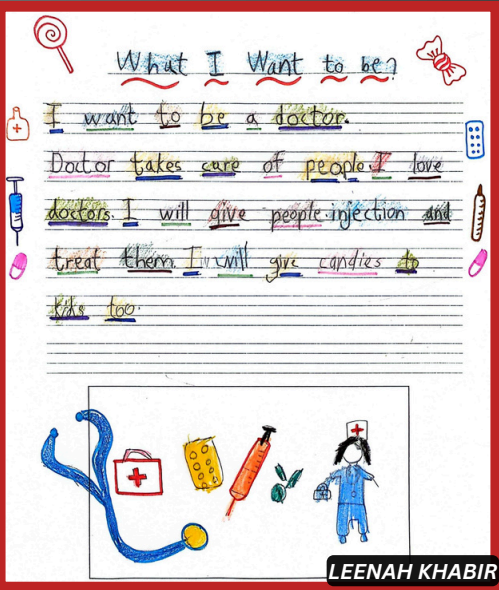 What I Want to be?
I want to be a doctor.
Doctor takes care of people. I love
doctors. I will give people injection and
treat them. I will give candies to
kiks too.
LEENAH KHABIR